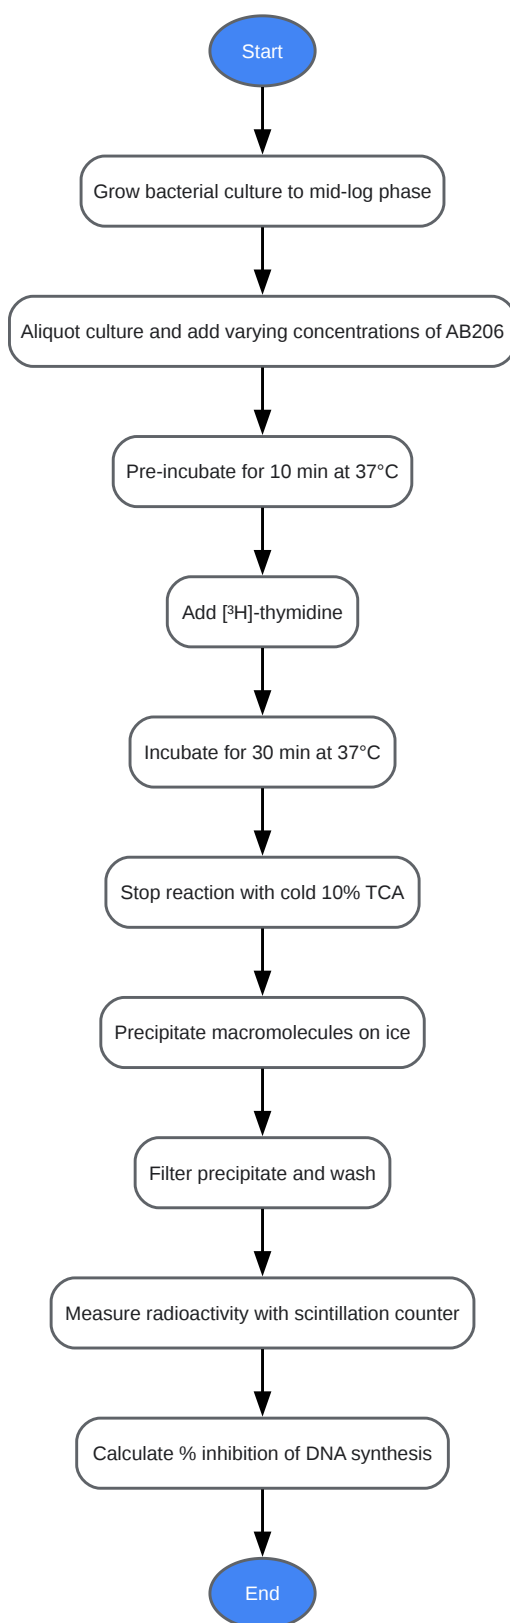 Start
Grow bacterial culture to mid-log phase
Aliquot culture and add varying concentrations of AB206
Pre-incubate for 10 min at 37°C
Add [³H]-thymidine
Incubate for 30 min at 37°C
Stop reaction with cold 10% TCA
Precipitate macromolecules on ice
Filter precipitate and wash
Measure radioactivity with scintillation counter
Calculate % inhibition of DNA synthesis
End